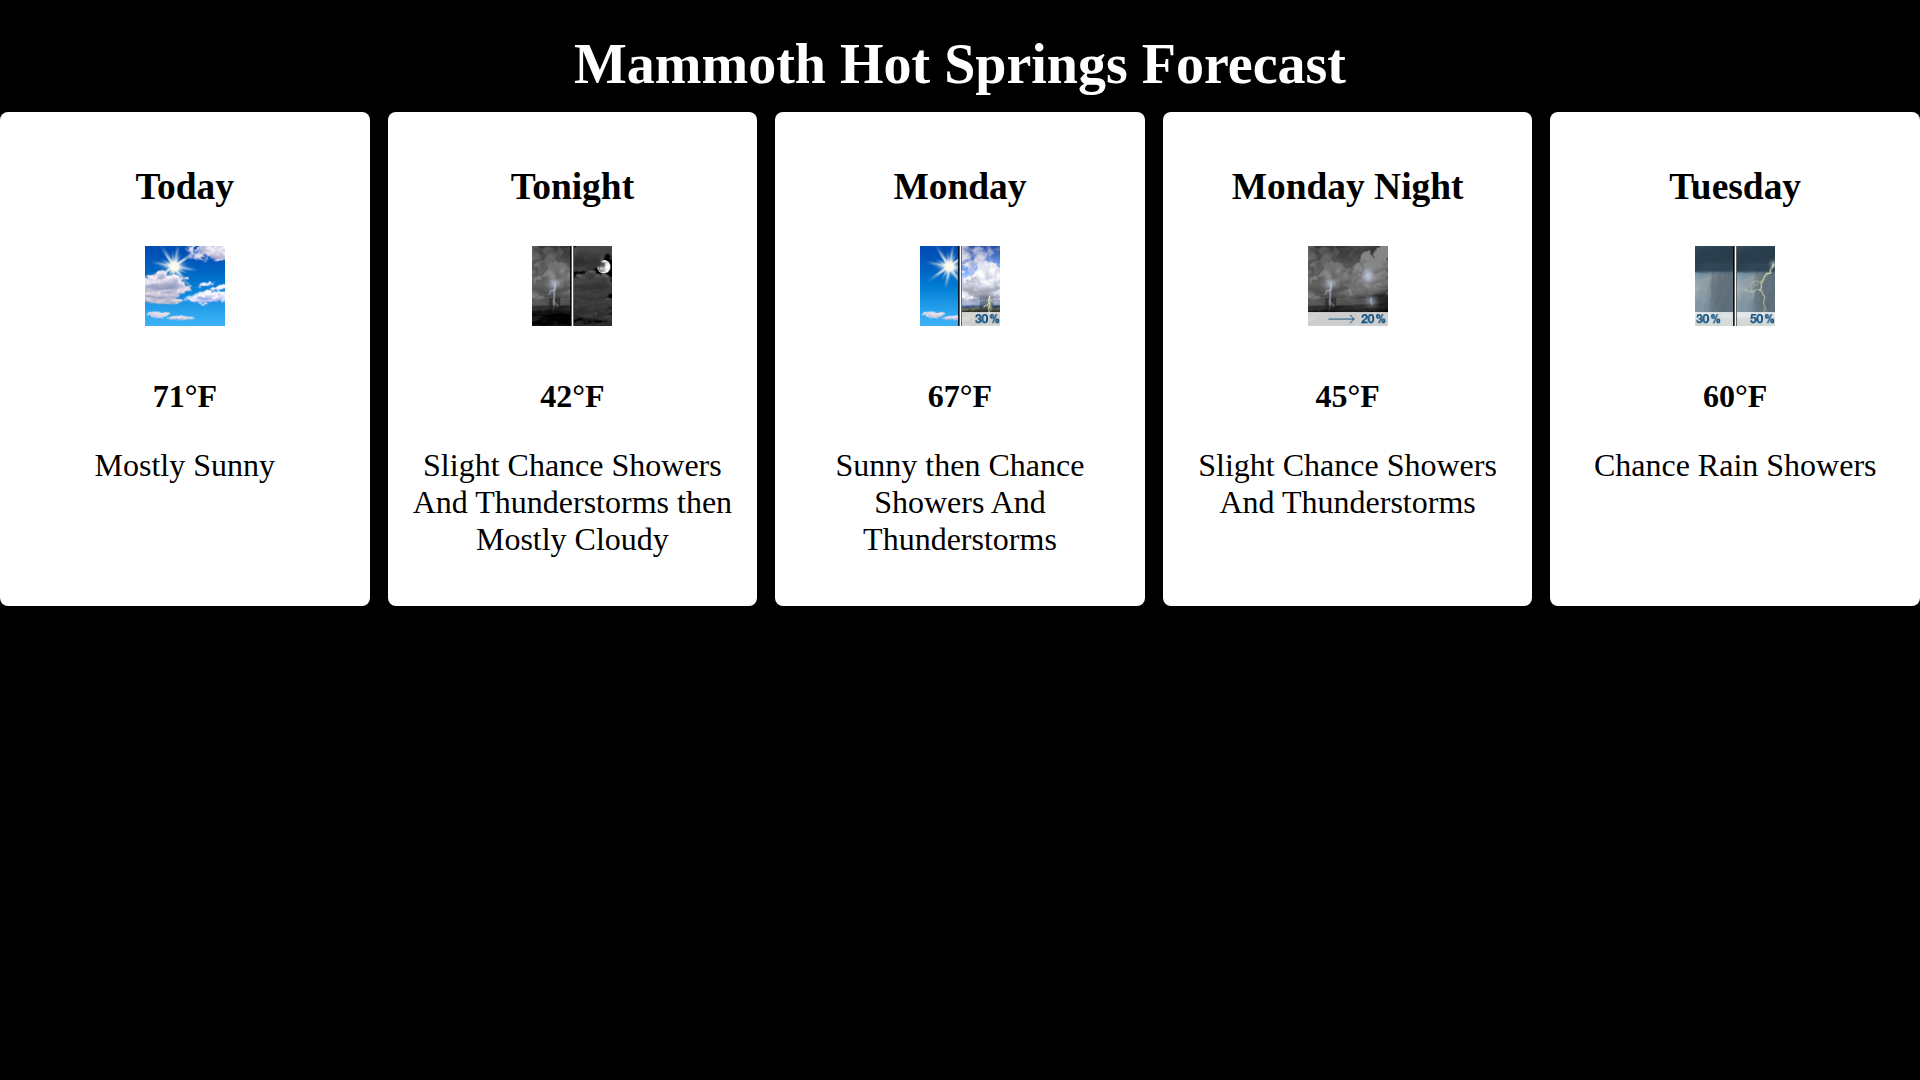 Mammoth Hot Springs Forecast
Today
71°F
Mostly Sunny
Tonight
42°F
Slight Chance Showers
And Thunderstorms then
Mostly Cloudy
Monday
30%
67°F
Sunny then Chance
Showers And
Thunderstorms
Monday Night
20%
45°F
Slight Chance Showers
And Thunderstorms
Tuesday
30% 50%
60°F
Chance Rain Showers